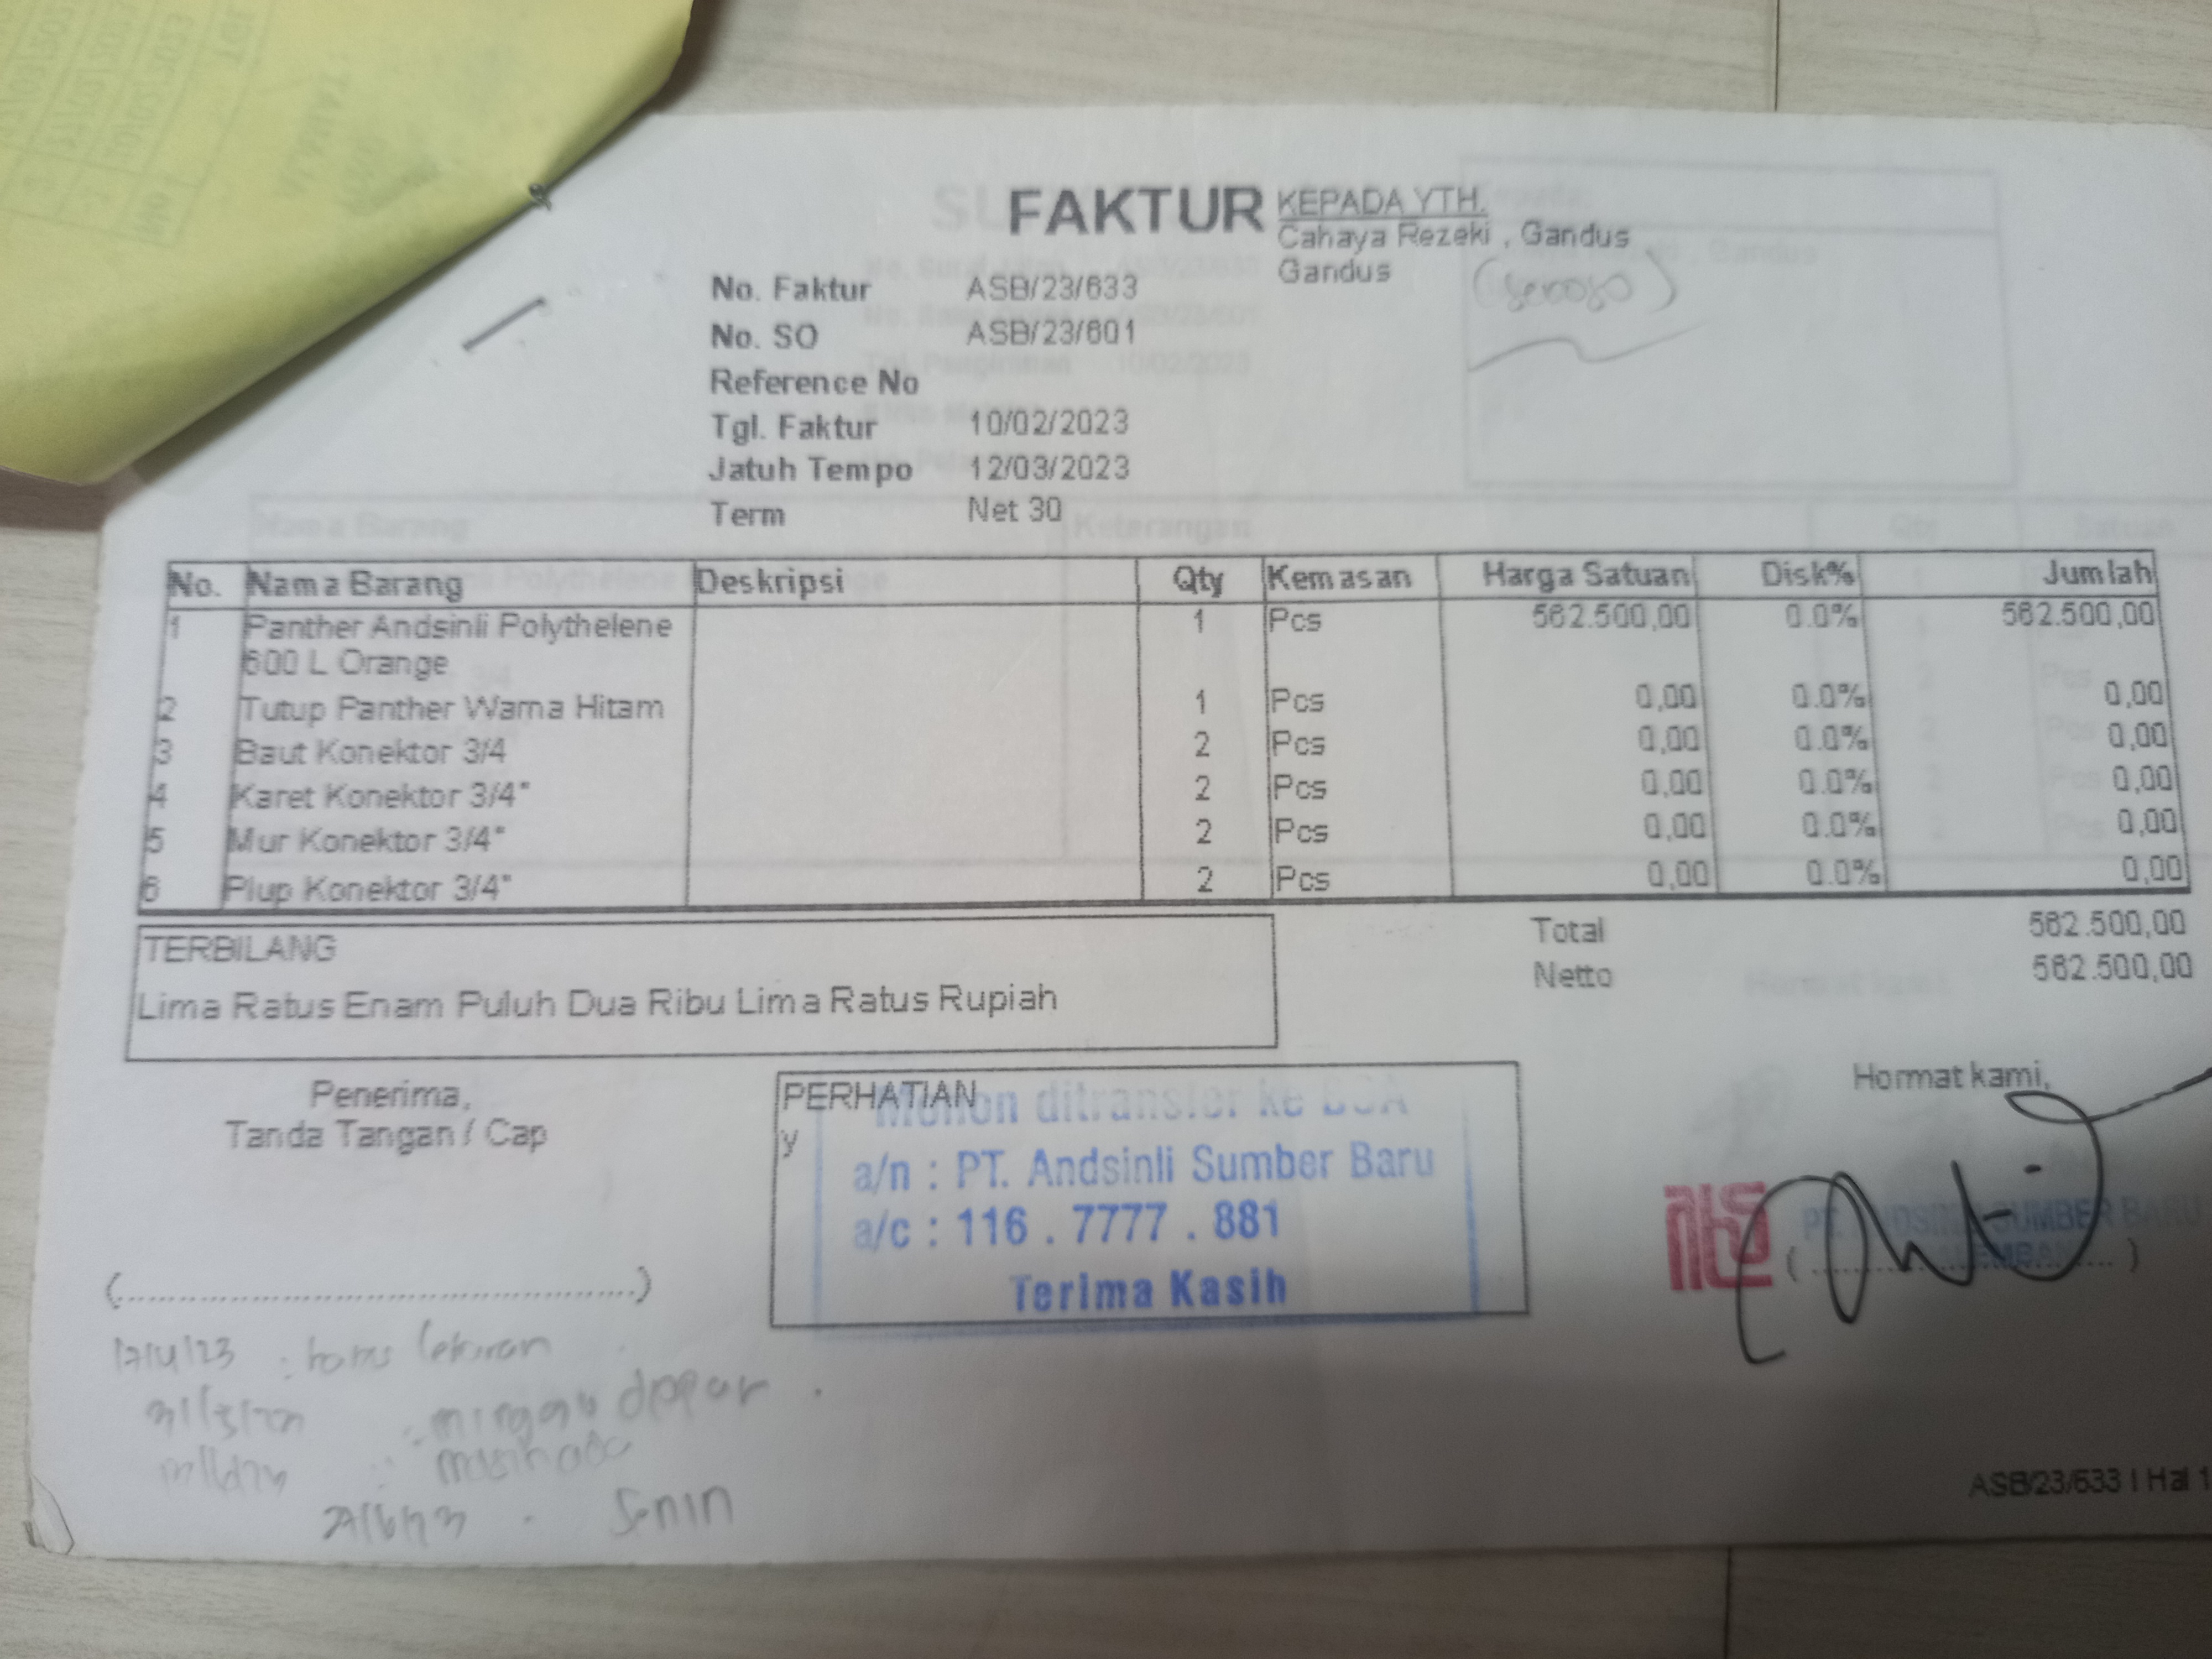 FAKTUR
KEPADA YTH.
Cahaya Rezeki , Gandus
Gandus
No. Faktur ASB/23/633
No. SO ASB/23/601
Reference No
Tgl. Faktur 10/02/2023
Jatuh Tempo 12/03/2023
Term Net 30
No. Nama Barang Deskripsi Qty Kemasan Harga Satuan Disk% Jumlah
1 Panther Andsinli Polythelene 1 Pcs 562.500,00 0.0% 562.500,00
600 L Orange
2 Tutup Panther Warna Hitam 1 Pcs 0,00 0.0% 0,00
3 Baut Konektor 3/4 2 Pcs 0,00 0.0% 0,00
4 Karet Konektor 3/4" 2 Pcs 0,00 0.0% 0,00
5 Mur Konektor 3/4" 2 Pcs 0,00 0.0% 0,00
6 Plup Konektor 3/4" 2 Pcs 0,00 0.0% 0,00
Total 562.500,00
Netto 562.500,00
TERBILANG
Lima Ratus Enam Puluh Dua Ribu Lima Ratus Rupiah
Penerima,
Tanda Tangan / Cap
PERHATIAN
y
Mohon ditransfer ke BCA
a/n : PT. Andsinli Sumber Baru
a/c : 116 . 7777 . 881
Terima Kasih
Hormat kami,
PT. ANDSINLI SUMBER BARU
PALEMBANG
Senin
ASB/23/633 | Hal 1